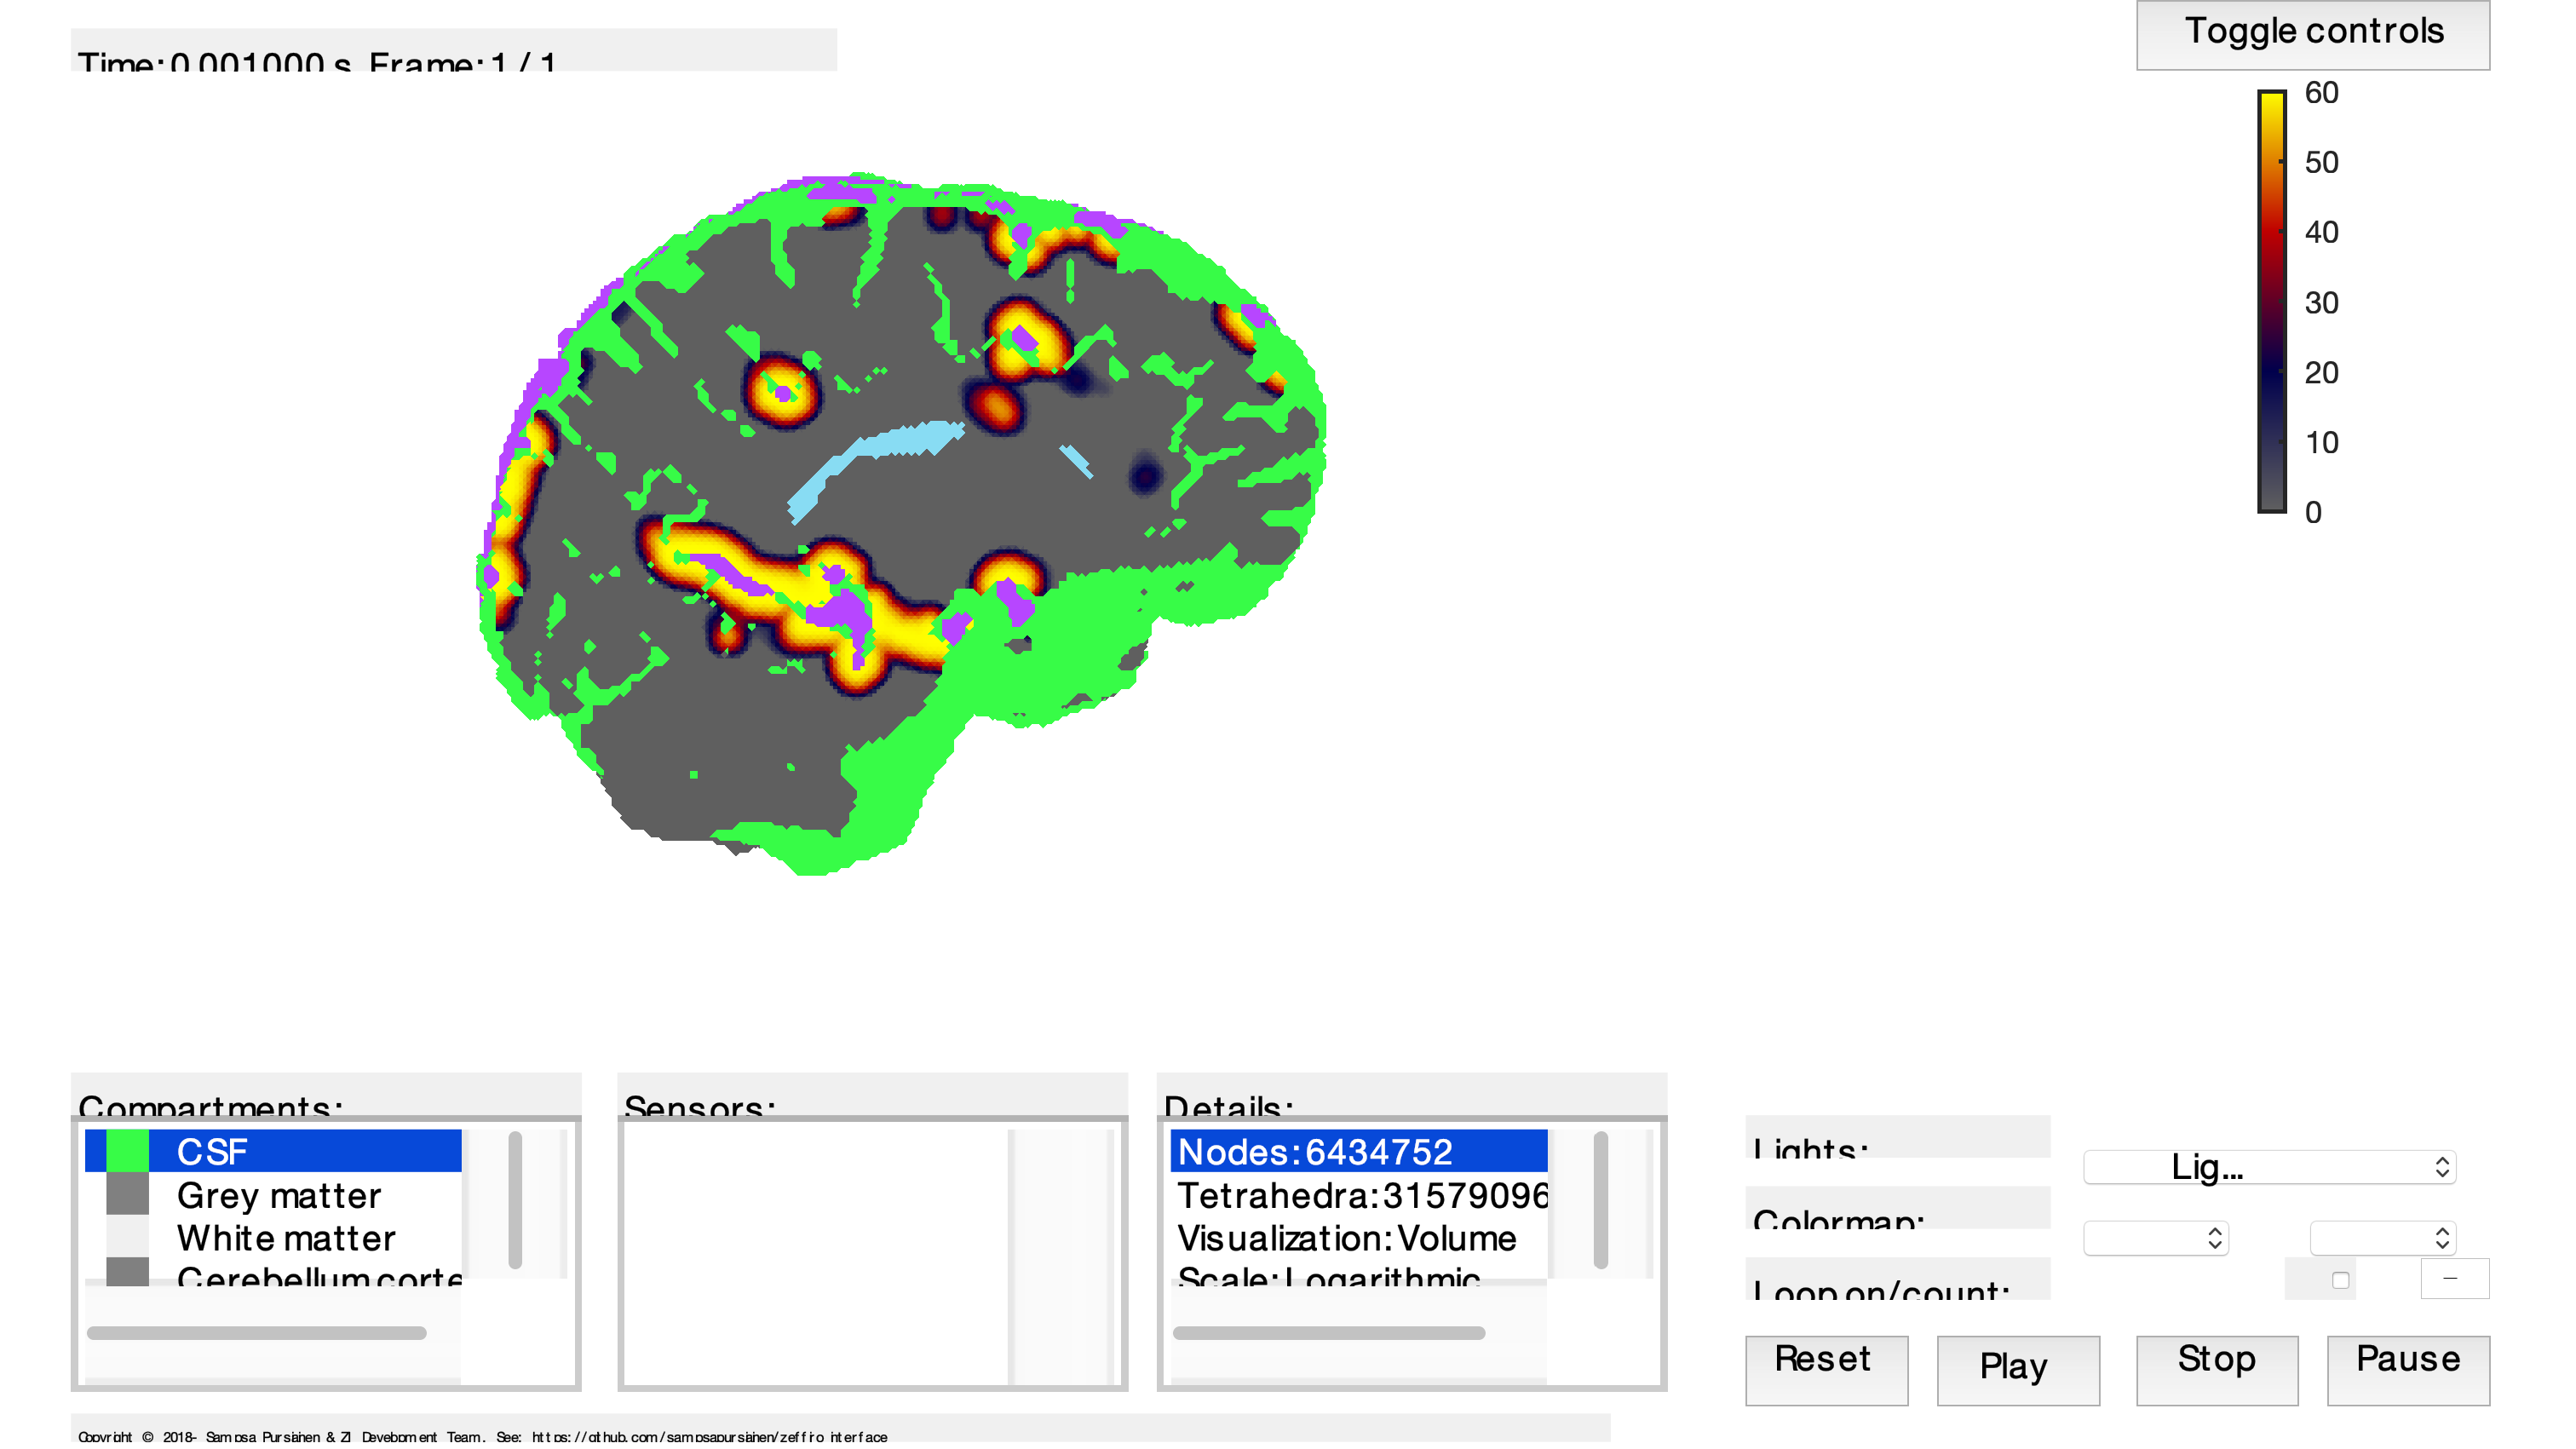 Time: 0.001000 s Frame: 1 / 1
Toggle controls
60
50
40
30
20
10
0
Compartments:
CSF
Grey matter
White matter
Cerebellum corte
Sensors:
Details:
Nodes: 6434752
Tetrahedra: 31579096
Visualization: Volume
Scale: Logarithmic
Lights:
Lig...
Colormap:
Loop on/count:
–
Reset
Play
Stop
Pause
Copyright © 2018- Sampsa Pursiainen & ZI Development Team. See: https://github.com/sampsapursiainen/zeffiro_interface